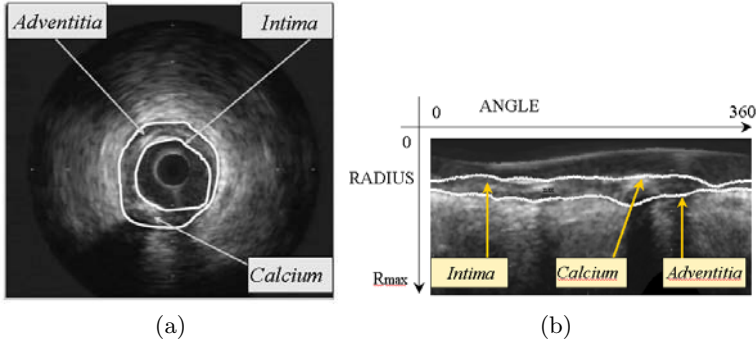 Adventitia
Intima
Calcium
(a)
0
ANGLE
360
0
RADIUS
Rmax
Intima
Calcium
Adventitia
(b)